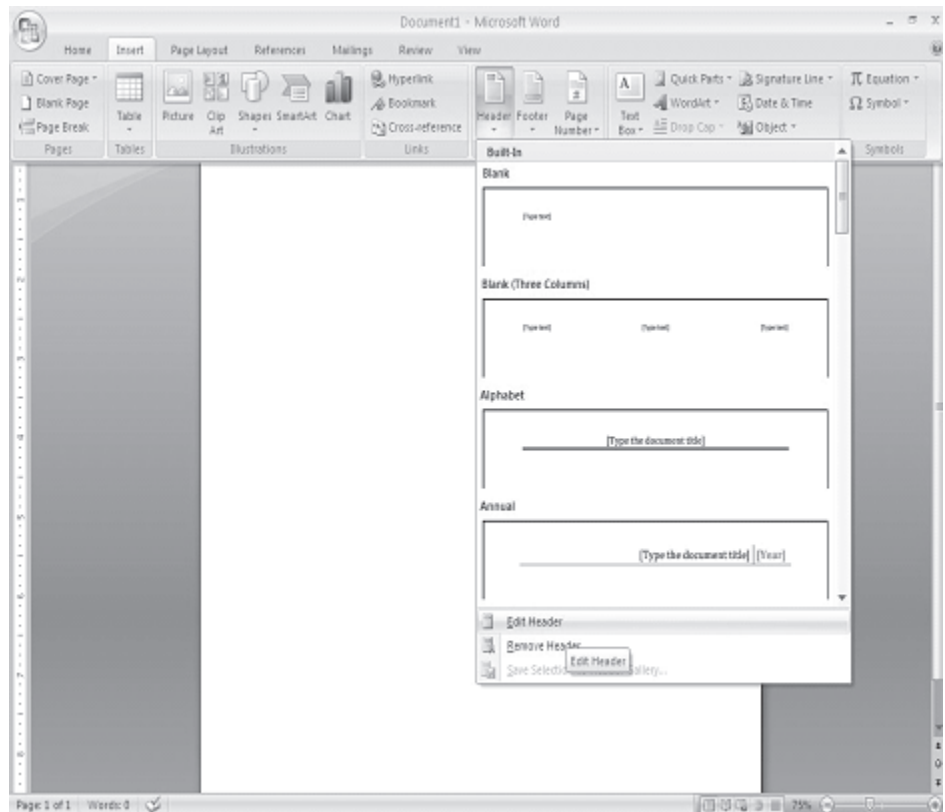 Document1 - Microsoft Word
Home Insert Page Layout References Mailings Review View
Cover Page
Blank Page
Page Break
Pages
Table
Tables
Picture
Clip Art
Shapes
SmartArt
Chart
Illustrations
Hyperlink
Bookmark
Cross-reference
Links
Header
Footer
Page Number
A
Text Box
Quick Parts
WordArt
Drop Cap
Signature Line
Date & Time
Object
π Equation
Ω Symbol
Symbols
Built-In
Blank
[Type text]
Blank (Three Columns)
[Type text] [Type text] [Type text]
Alphabet
[Type the document title]
Annual
[Type the document title] [Year]
Edit Header
Remove Header
Edit Header
Save Selection Gallery...
Page: 1 of 1 Words: 0 75%